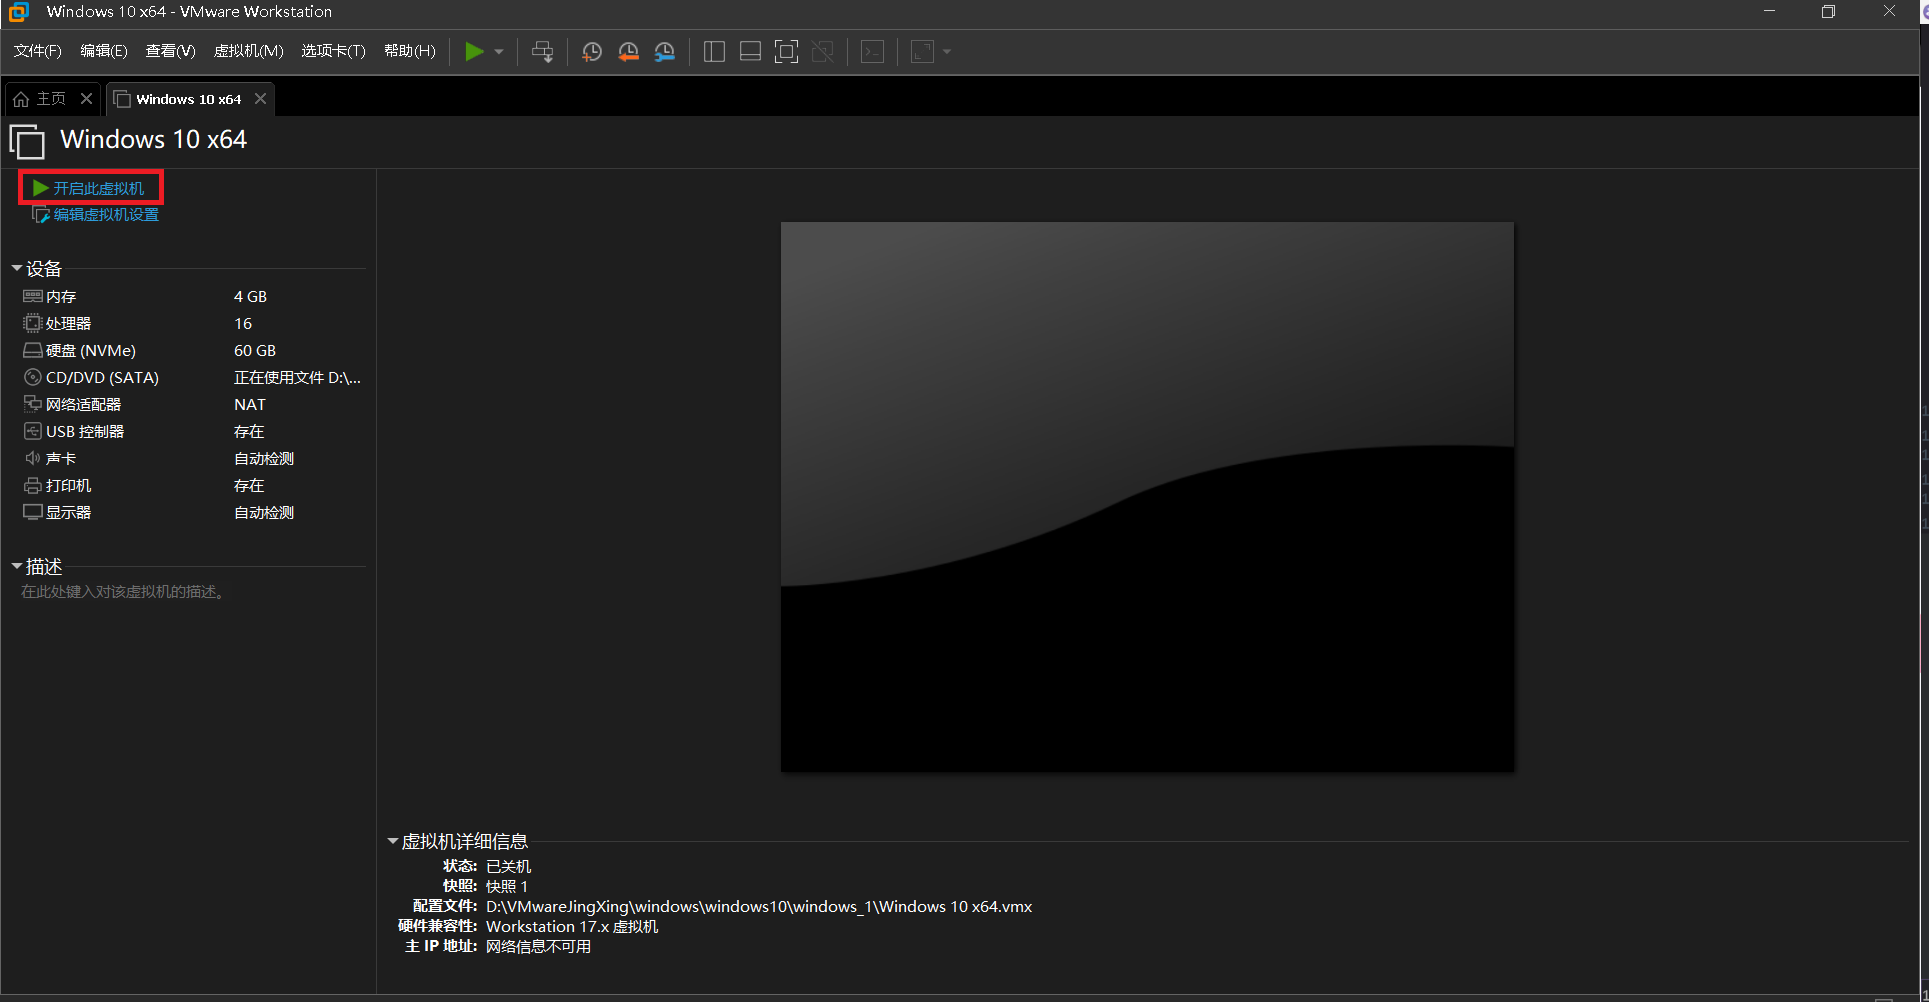 Windows 10 x64 - VMware Workstation
文件(F) 编辑(E) 查看(V) 虚拟机(M) 选项卡(T) 帮助(H)
主页 Windows 10 x64
Windows 10 x64
开启此虚拟机
编辑虚拟机设置
设备
内存 4 GB
处理器 16
硬盘 (NVMe) 60 GB
CD/DVD (SATA) 正在使用文件 D:\...
网络适配器 NAT
USB 控制器 存在
声卡 自动检测
打印机 存在
显示器 自动检测
描述
在此处键入对该虚拟机的描述。
虚拟机详细信息
状态: 已关机
快照: 快照 1
配置文件: D:\VMwareJingXing\windows\windows10\windows_1\Windows 10 x64.vmx
硬件兼容性: Workstation 17.x 虚拟机
主 IP 地址: 网络信息不可用